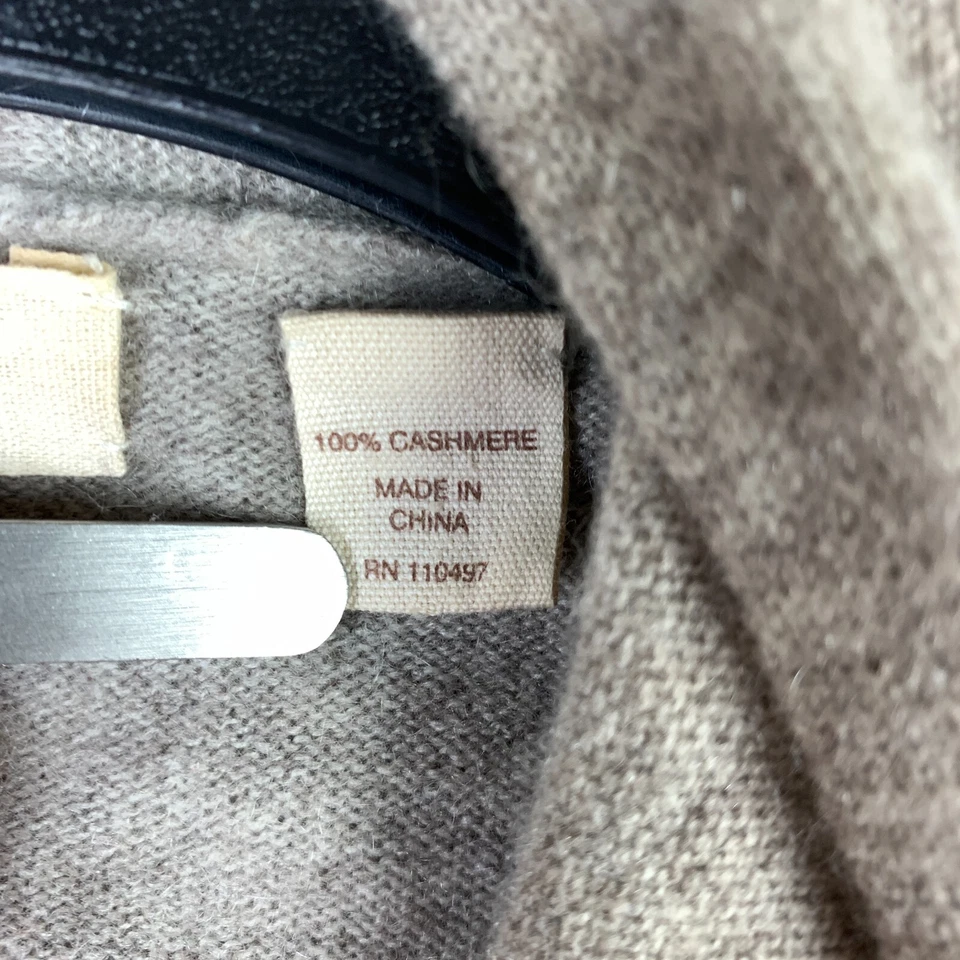 100% CASHMERE
MADE IN
CHINA
RN 110497